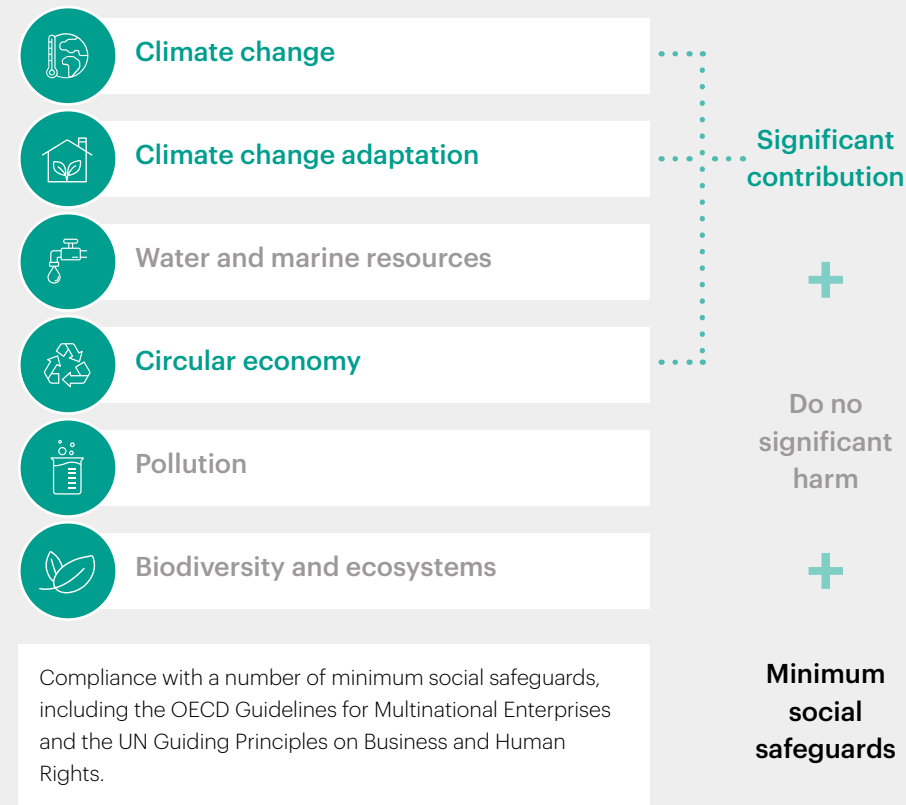 Climate change
Climate change adaptation
Water and marine resources
Circular economy
Pollution
Biodiversity and ecosystems
Compliance with a number of minimum social safeguards,
including the OECD Guidelines for Multinational Enterprises
and the UN Guiding Principles on Business and Human
Rights.
Significant
contribution
+
Do no
significant
harm
+
Minimum
social
safeguards